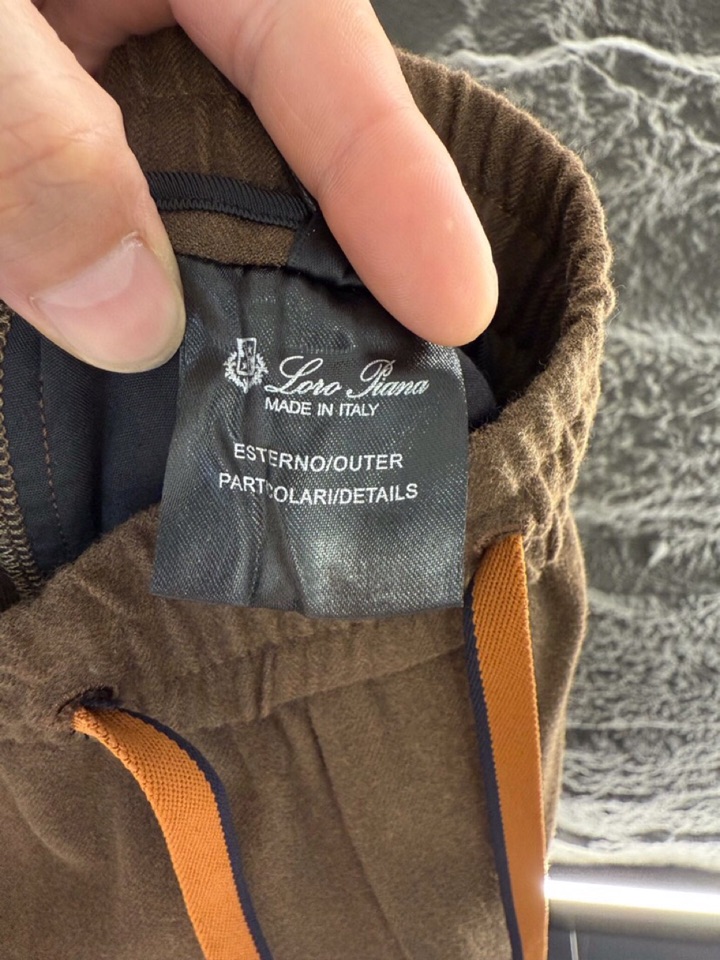 Loro Piana
MADE IN ITALY
ESTERNO/OUTER
PARTICOLARI/DETAILS